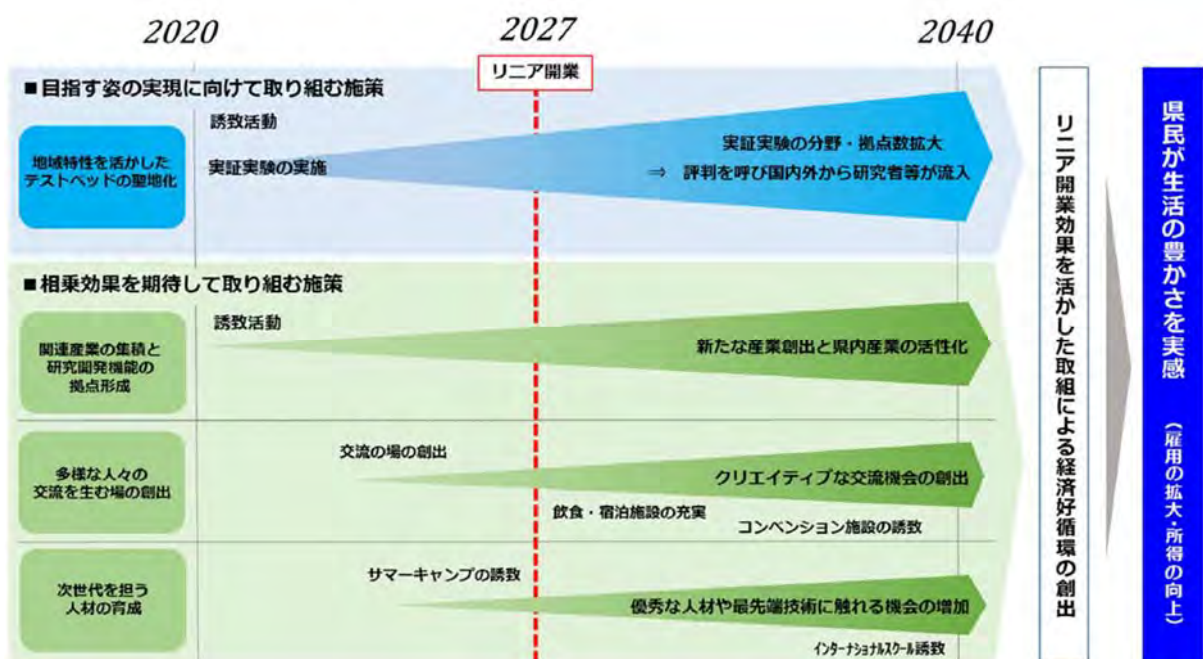 2020
2027
2040
リニア開業
■目指す姿の実現に向けて取り組む施策
地域特性を活かした
テストベッドの聖地化
誘致活動
実証実験の実施
実証実験の分野・拠点数拡大
⇒ 評判を呼び国内外から研究者等が流入
■相乗効果を期待して取り組む施策
関連産業の集積と
研究開発機能の
拠点形成
誘致活動
新たな産業創出と県内産業の活性化
多様な人々の
交流を生む場の創出
交流の場の創出
クリエイティブな交流機会の創出
飲食・宿泊施設の充実
コンベンション施設の誘致
次世代を担う
人材の育成
サマーキャンプの誘致
優秀な人材や最先端技術に触れる機会の増加
インターナショナルスクール誘致
リニア開業効果を活かした取組による経済好循環の創出
県民が生活の豊かさを実感 (雇用の拡大・所得の向上)